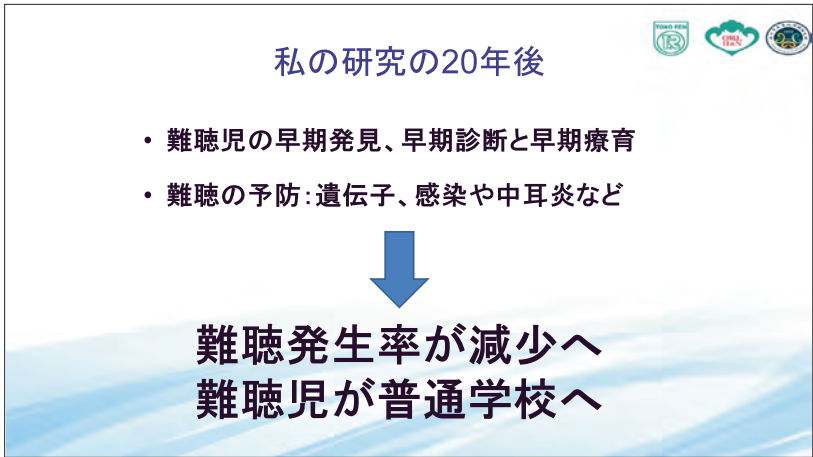 私の研究の20年後
• 難聴児の早期発見、早期診断と早期療育
• 難聴の予防：遺伝子、感染や中耳炎など
難聴発生率が減少へ
難聴児が普通学校へ